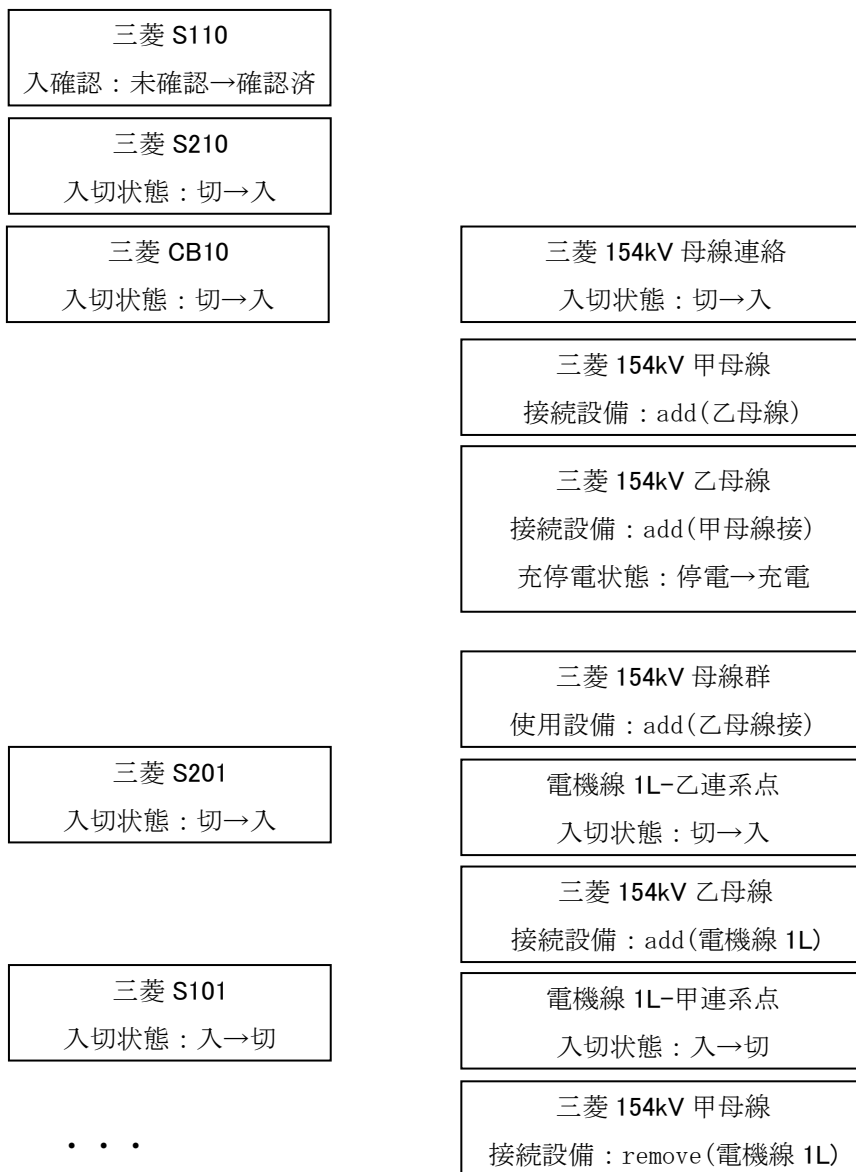 三菱 S110
入確認：未確認→確認済
三菱 S210
入切状態：切→入
三菱 CB10
入切状態：切→入
三菱 154kV 母線連絡
入切状態：切→入
三菱 154kV 甲母線
接続設備：add(乙母線)
三菱 154kV 乙母線
接続設備：add(甲母線接)
充停電状態：停電→充電
三菱 154kV 母線群
使用設備：add(乙母線接)
三菱 S201
入切状態：切→入
電機線 1L-乙連系点
入切状態：切→入
三菱 154kV 乙母線
接続設備：add(電機線 1L)
三菱 S101
入切状態：入→切
電機線 1L-甲連系点
入切状態：入→切
三菱 154kV 甲母線
接続設備：remove(電機線 1L)
・・・